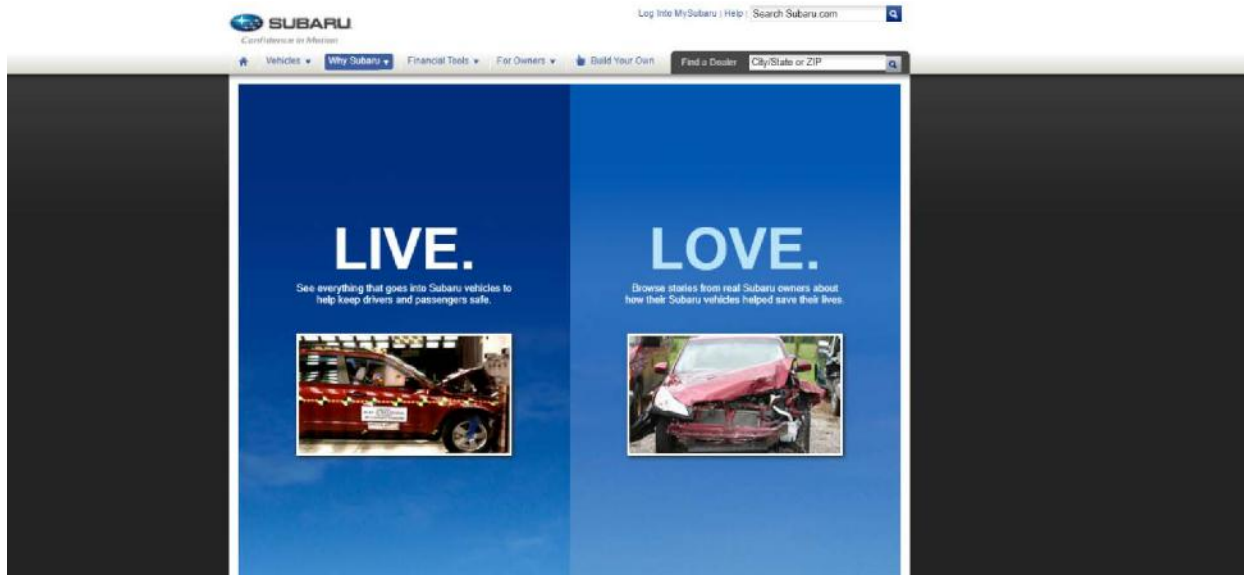 SUBARU
Confidence in Motion
Log Into MySubaru | Help | Search Subaru.com
Vehicles Why Subaru Financial Tools For Owners Build Your Own Find a Dealer City/State or ZIP
LIVE.
See everything that goes into Subaru vehicles to
help keep drivers and passengers safe.
LOVE.
Browse stories from real Subaru owners about
how their Subaru vehicles helped save their lives.